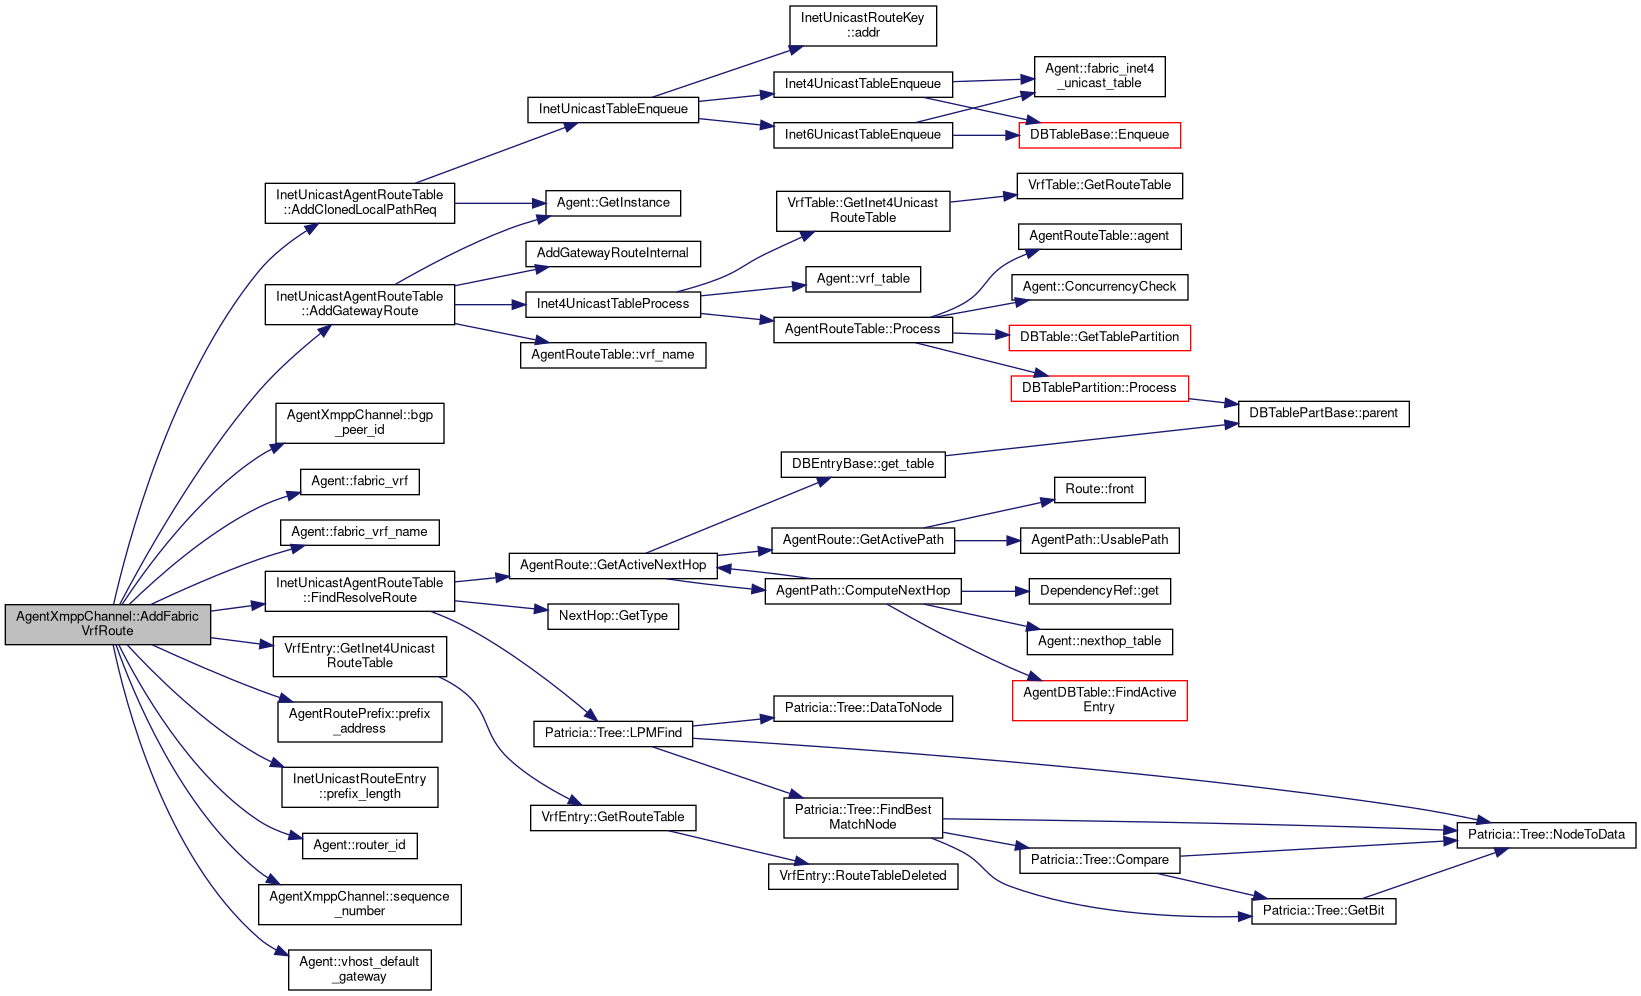 InetUnicastRouteKey
::addr
Agent::fabric_inet4
_unicast_table
Inet4UnicastTableEnqueue
InetUnicastTableEnqueue
Inet6UnicastTableEnqueue
DBTableBase::Enqueue
InetUnicastAgentRouteTable
::AddClonedLocalPathReq
Agent::GetInstance
VrfTable::GetInet4Unicast
RouteTable
VrfTable::GetRouteTable
AgentRouteTable::agent
AddGatewayRouteInternal
Agent::vrf_table
Agent::ConcurrencyCheck
InetUnicastAgentRouteTable
::AddGatewayRoute
Inet4UnicastTableProcess
AgentRouteTable::Process
DBTable::GetTablePartition
AgentRouteTable::vrf_name
DBTablePartition::Process
DBTablePartBase::parent
AgentXmppChannel::bgp
_peer_id
DBEntryBase::get_table
Agent::fabric_vrf
Route::front
Agent::fabric_vrf_name
AgentRoute::GetActivePath
AgentPath::UsablePath
AgentRoute::GetActiveNextHop
InetUnicastAgentRouteTable
::FindResolveRoute
AgentPath::ComputeNextHop
DependencyRef::get
NextHop::GetType
AgentXmppChannel::AddFabric
VrfRoute
Agent::nexthop_table
VrfEntry::GetInet4Unicast
RouteTable
AgentDBTable::FindActive
Entry
AgentRoutePrefix::prefix
_address
Patricia::Tree::DataToNode
Patricia::Tree::LPMFind
InetUnicastRouteEntry
::prefix_length
VrfEntry::GetRouteTable
Patricia::Tree::FindBest
MatchNode
Patricia::Tree::NodeToData
Agent::router_id
Patricia::Tree::Compare
VrfEntry::RouteTableDeleted
AgentXmppChannel::sequence
_number
Patricia::Tree::GetBit
Agent::vhost_default
_gateway